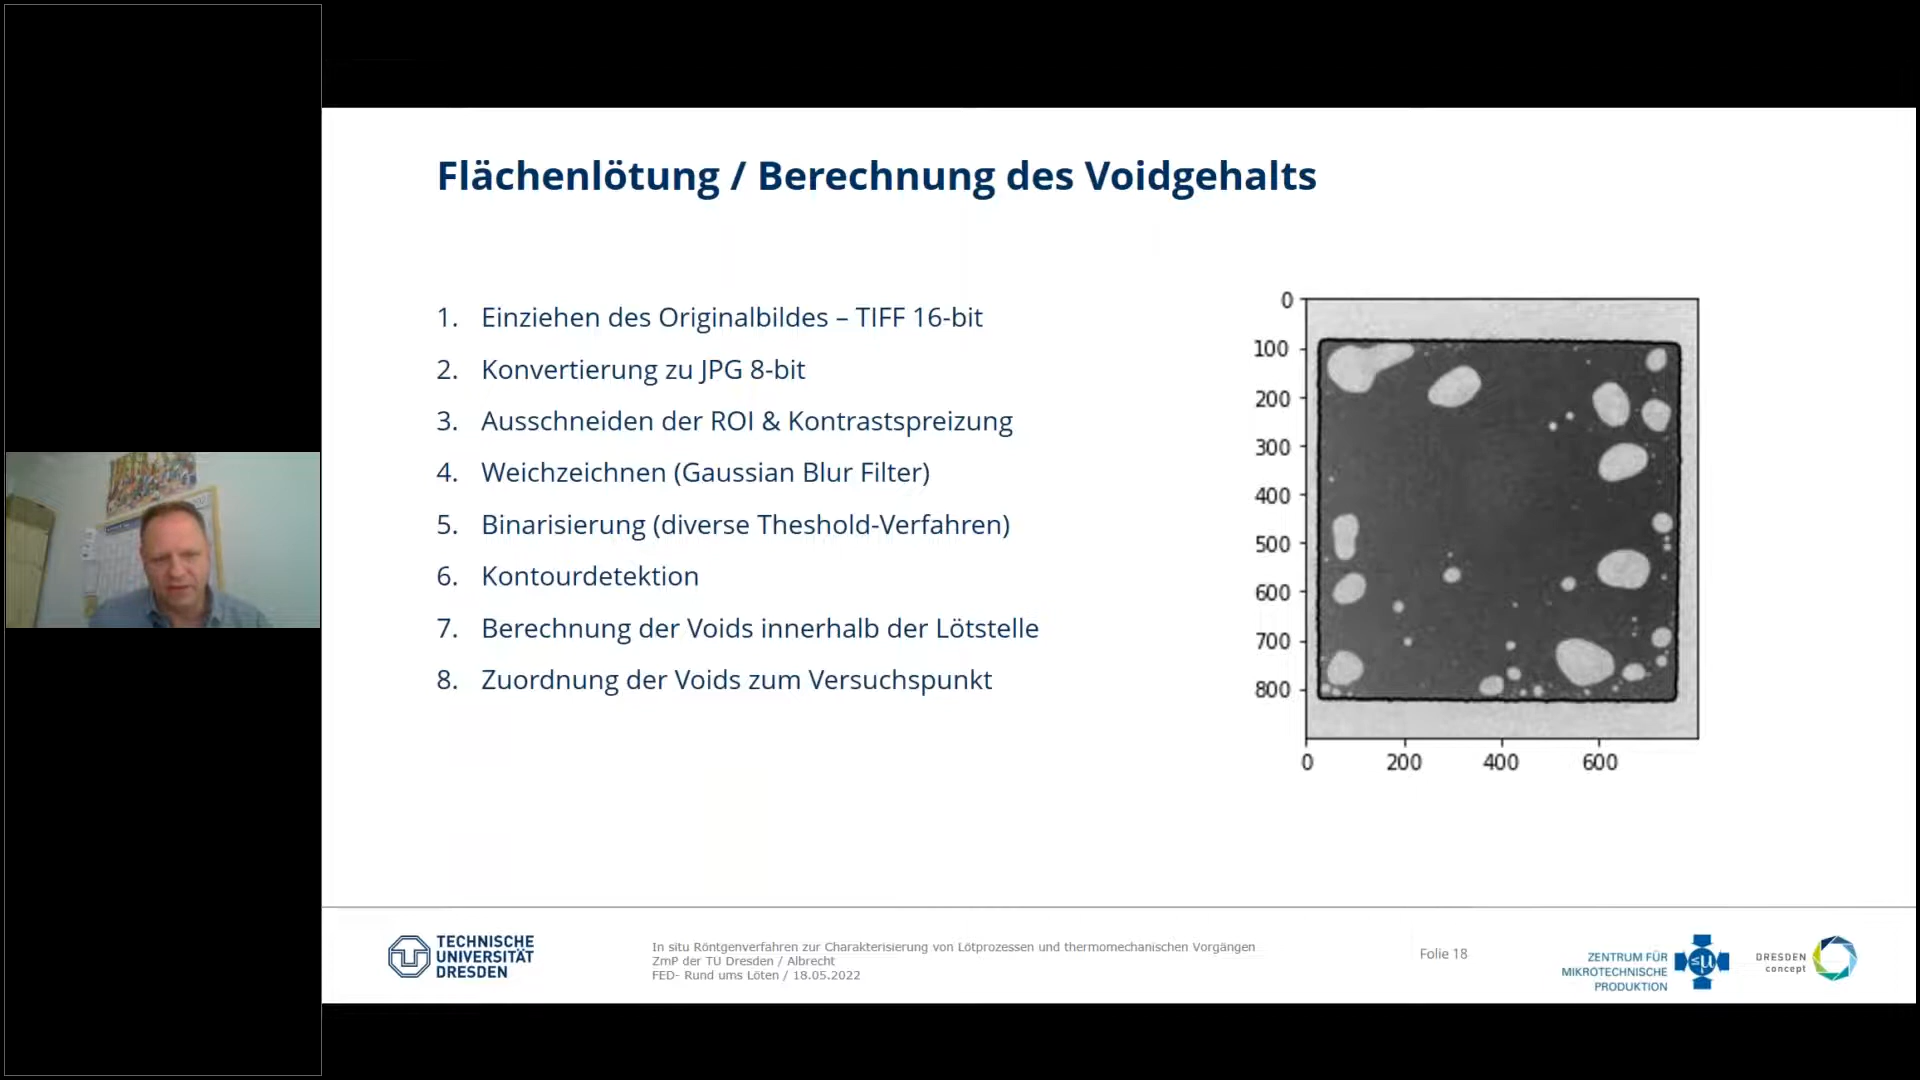 Flächenlötung / Berechnung des Voidgehalts
1. Einziehen des Originalbildes – TIFF 16-bit
2. Konvertierung zu JPG 8-bit
3. Ausschneiden der ROI & Kontrastspreizung
4. Weichzeichnen (Gaussian Blur Filter)
5. Binarisierung (diverse Theshold-Verfahren)
6. Kontourdetektion
7. Berechnung der Voids innerhalb der Lötstelle
8. Zuordnung der Voids zum Versuchspunkt
0
100
200
300
400
500
600
700
800
0 200 400 600
TECHNISCHE
UNIVERSITÄT
DRESDEN
In situ Röntgenverfahren zur Charakterisierung von Lötprozessen und thermomechanischen Vorgängen
ZmP der TU Dresden / Albrecht
FED- Rund ums Löten / 18.05.2022
Folie 18
ZENTRUM FÜR
MIKROTECHNISCHE
PRODUKTION
DRESDEN
concept